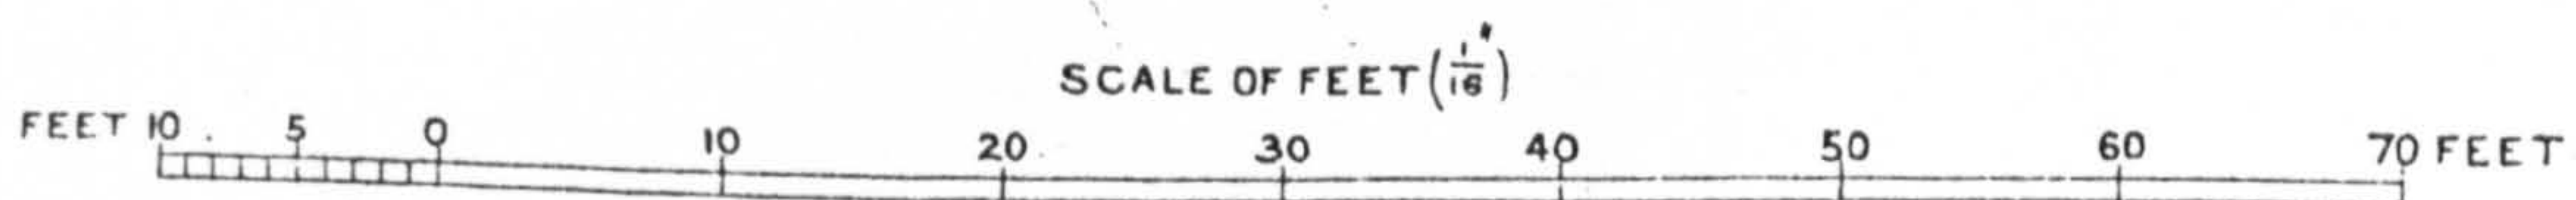 SCALE OF FEET (1/16")
FEET 10 5 0 10 20 30 40 50 60 70 FEET